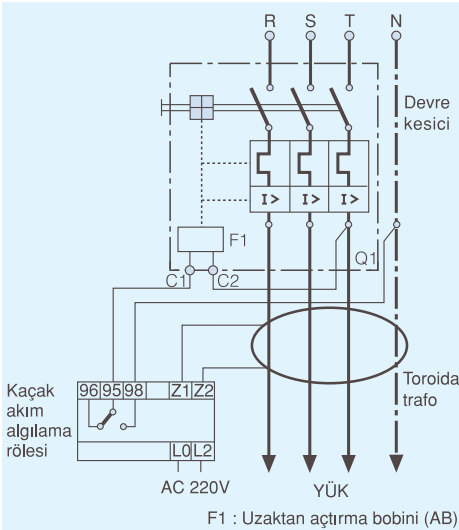 R S T N
Devre
kesici
I> I> I>
F1
Q1
C1 C2
96 95 98 Z1 Z2
Kaçak
akım
algılama
rölesi
Toroida
trafo
L0 L2
AC 220V
YÜK
F1 : Uzaktan açtırma bobini (AB)